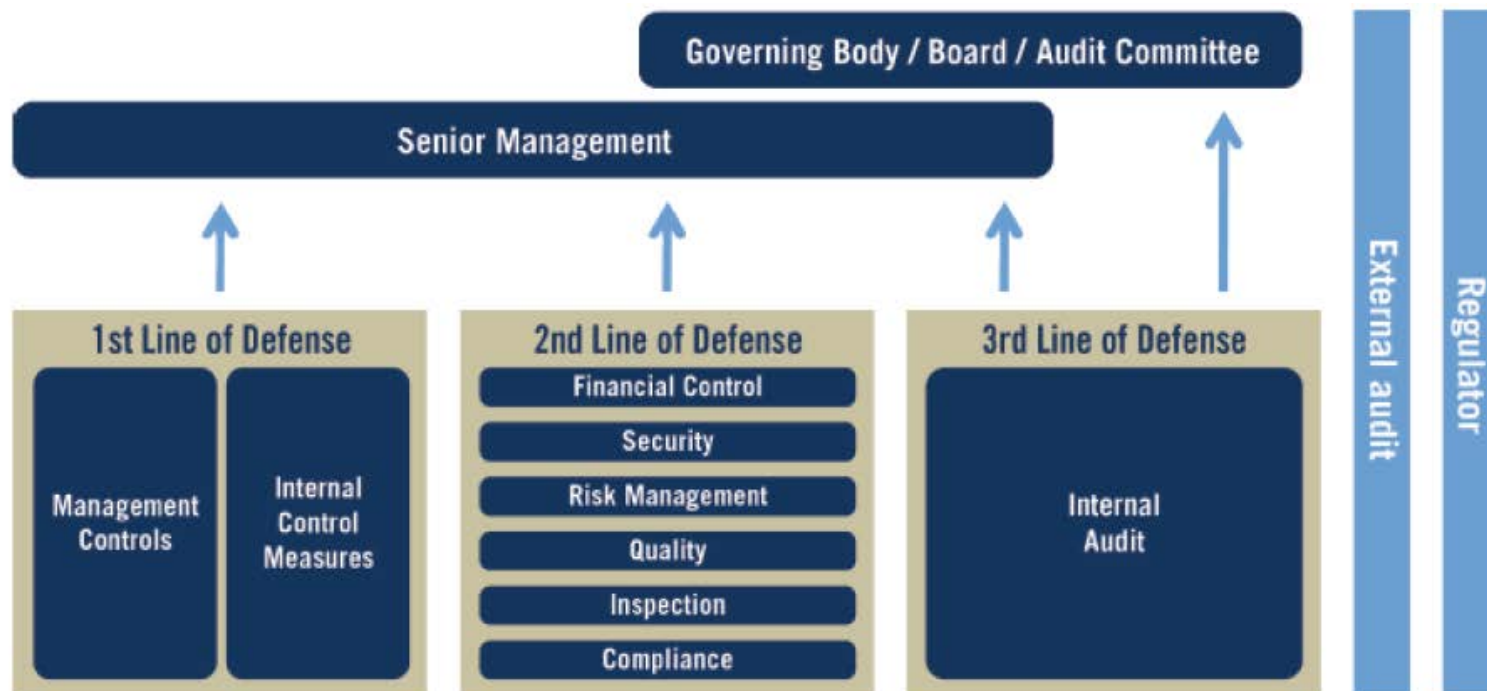 Governing Body / Board / Audit Committee
Senior Management
1st Line of Defense
Management
Controls
Internal
Control
Measures
2nd Line of Defense
Financial Control
Security
Risk Management
Quality
Inspection
Compliance
3rd Line of Defense
Internal
Audit
External audit
Regulator